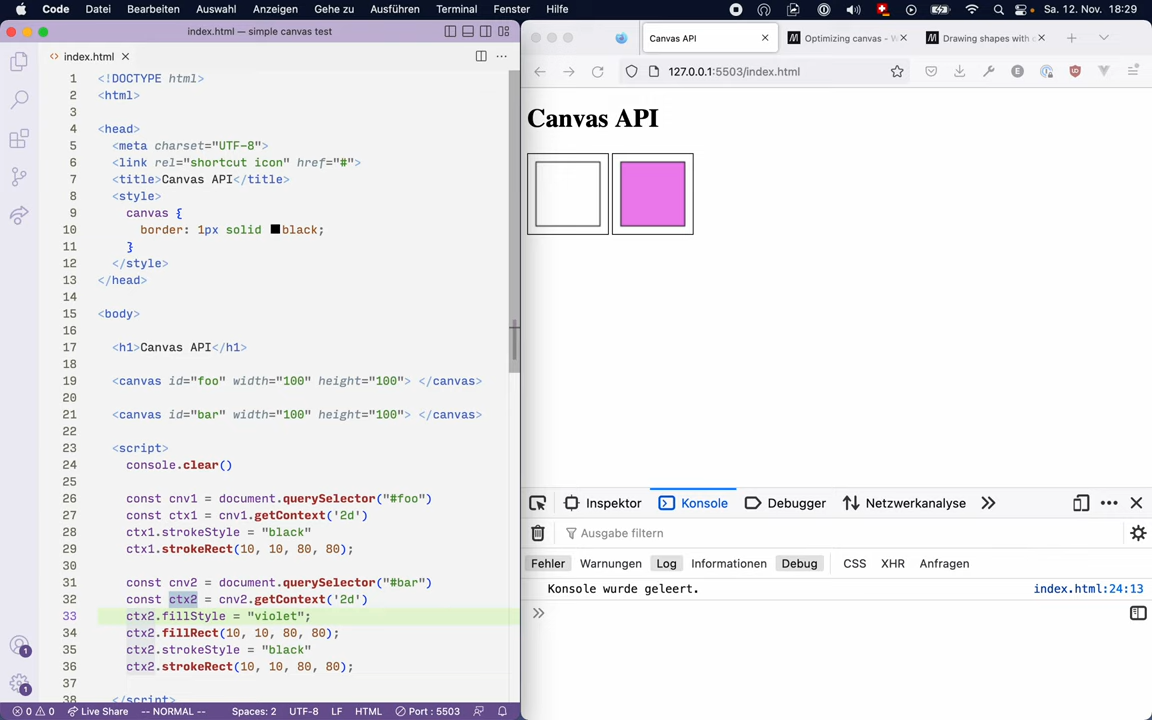 Code Datei Bearbeiten Auswahl Anzeigen Gehe zu Ausführen Terminal Fenster Hilfe Sa. 12. Nov. 18:29
index.html — simple canvas test
index.html
1 <!DOCTYPE html>
2 <html>
3
4 <head>
5 <meta charset="UTF-8">
6 <link rel="shortcut icon" href="#">
7 <title>Canvas API</title>
8 <style>
9 canvas {
10 border: 1px solid black;
11 }
12 </style>
13 </head>
14
15 <body>
16
17 <h1>Canvas API</h1>
18
19 <canvas id="foo" width="100" height="100"> </canvas>
20
21 <canvas id="bar" width="100" height="100"> </canvas>
22
23 <script>
24 console.clear()
25
26 const cnv1 = document.querySelector("#foo")
27 const ctx1 = cnv1.getContext('2d')
28 ctx1.strokeStyle = "black"
29 ctx1.strokeRect(10, 10, 80, 80);
30
31 const cnv2 = document.querySelector("#bar")
32 const ctx2 = cnv2.getContext('2d')
33 ctx2.fillStyle = "violet";
34 ctx2.fillRect(10, 10, 80, 80);
35 ctx2.strokeStyle = "black"
36 ctx2.strokeRect(10, 10, 80, 80);
37
38 </script>
1
1
0 0 Live Share -- NORMAL -- Spaces: 2 UTF-8 LF HTML Port : 5503
Canvas API Optimizing canvas - Drawing shapes with
127.0.0.1:5503/index.html
E
Canvas API
Inspektor Konsole Debugger Netzwerkanalyse
Ausgabe filtern
Fehler Warnungen Log Informationen Debug CSS XHR Anfragen
Konsole wurde geleert. index.html:24:13